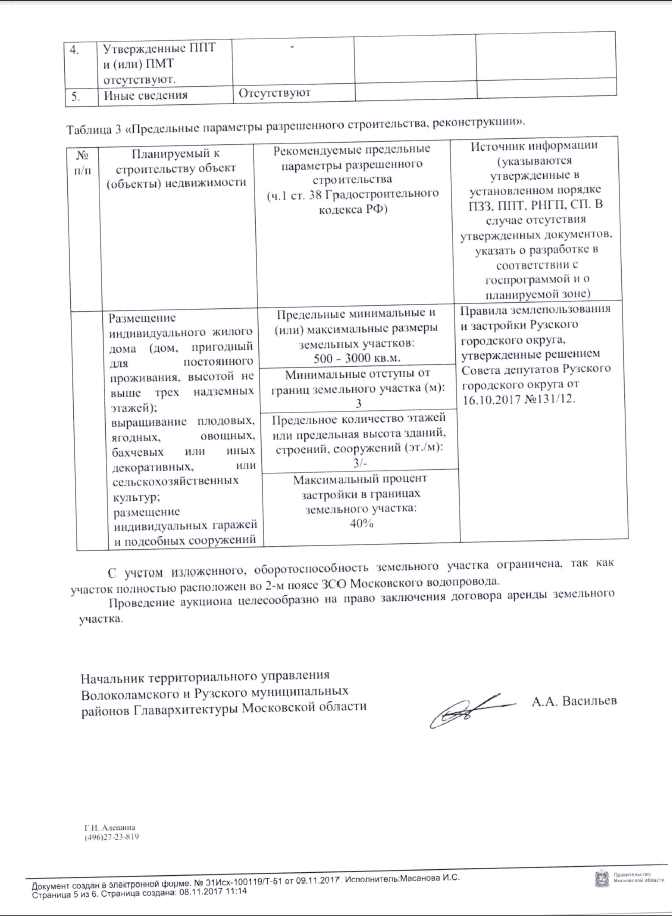 4. Утвержденные ППТ -
и (или) ПМТ
отсутствуют.
5. Иные сведения Отсутствуют
Таблица 3 «Предельные параметры разрешенного строительства, реконструкции».
№
п/п
Планируемый к
строительству объект
(объекты) недвижимости
Рекомендуемые предельные
параметры разрешенного
строительства
(ч.1 ст. 38 Градостроительного
кодекса РФ)
Источник информации
(указываются
утвержденные в
установленном порядке
ПЗЗ, ППТ, РНГП, СП. В
случае отсутствия
утвержденных документов,
указать о разработке в
соответствии с
госпрограммой и о
планируемой зоне)
Размещение
индивидуального жилого
дома (дом, пригодный
для постоянного
проживания, высотой не
выше трех надземных
этажей);
выращивание плодовых,
ягодных, овощных,
бахчевых или иных
декоративных, или
сельскохозяйственных
культур;
размещение
индивидуальных гаражей
и подсобных сооружений
Предельные минимальные и
(или) максимальные размеры
земельных участков:
500 - 3000 кв.м.
Минимальные отступы от
границ земельного участка (м):
3
Предельное количество этажей
или предельная высота зданий,
строений, сооружений (эт./м):
3/-
Максимальный процент
застройки в границах
земельного участка:
40%
Правила землепользования
и застройки Рузского
городского округа,
утвержденные решением
Совета депутатов Рузского
городского округа от
16.10.2017 №131/12.
С учетом изложенного, оборотоспособность земельного участка ограничена, так как
участок полностью расположен во 2-м поясе ЗСО Московского водопровода.
Проведение аукциона целесообразно на право заключения договора аренды земельного
участка.
Начальник территориального управления
Волоколамского и Рузского муниципальных
районов Главархитектуры Московской области
А.А. Васильев
Г.Н. Алешина
(496)27-23-819
Документ создан в электронной форме. № 31Исх-100119/Т-51 от 09.11.2017 Исполнитель:Масанова И.С.
Страница 5 из 6. Страница создана: 08.11.2017 11:14
Правительство
Московской области